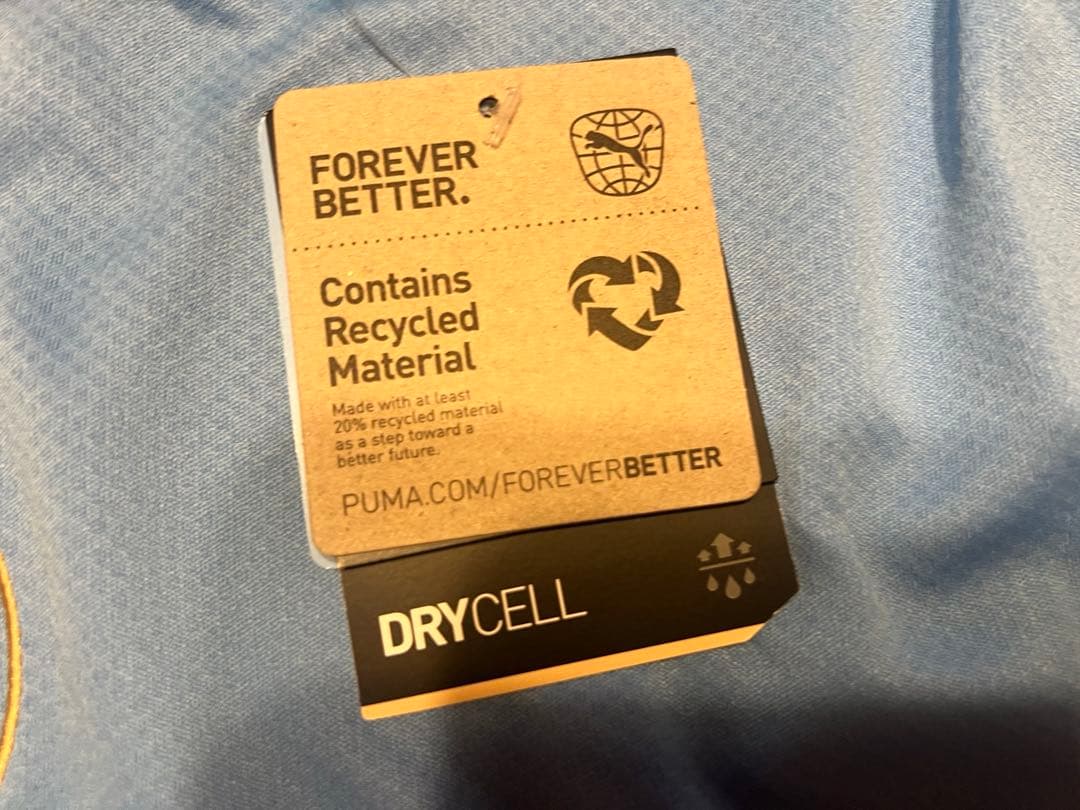 FOREVER
BETTER.
Contains
Recycled
Material
Made with at least
20% recycled material
as a step toward a
better future.
PUMA.COM/FOREVERBETTER
DRYCELL